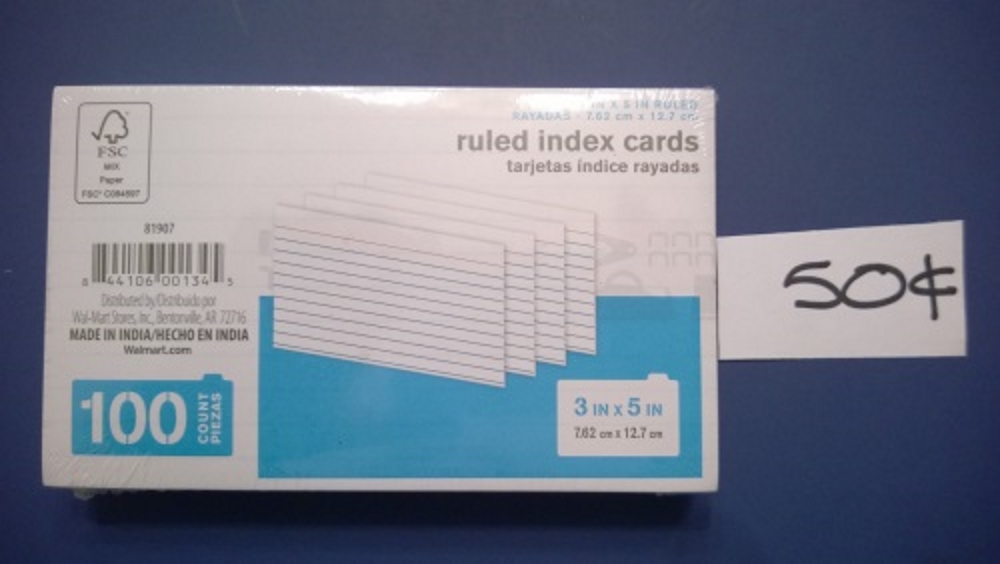 IN X 5 IN RULED
RAYADAS - 7.62 cm x 12.7 cm
ruled index cards
tarjetas índice rayadas
FSC
MIX
Paper
FSC® C084697
81907
8 44106 00134 5
Distributed by/Distribuido por
Wal-Mart Stores, Inc., Bentonville, AR 72716
MADE IN INDIA/HECHO EN INDIA
Walmart.com
100 COUNT
PIEZAS
3 IN X 5 IN
7.62 cm X 12.7 cm
50¢